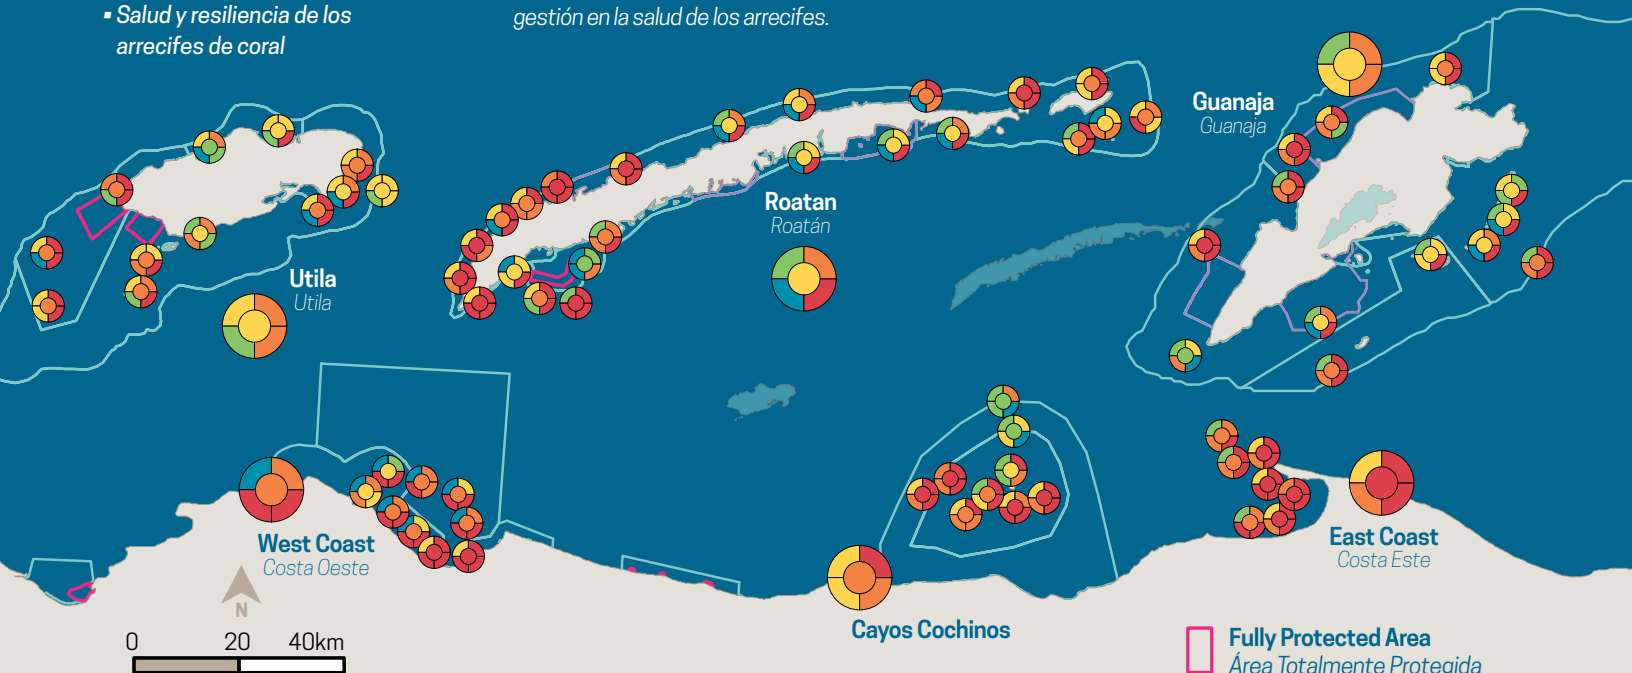 ▪ Salud y resiliencia de los
arrecifes de coral
gestión en la salud de los arrecifes.
Guanaja
Guanaja
Roatan
Roatán
Utila
Utila
West Coast
Costa Oeste
East Coast
Costa Este
N
Cayos Cochinos
0 20 40km
Fully Protected Area
Área Totalmente Protegida